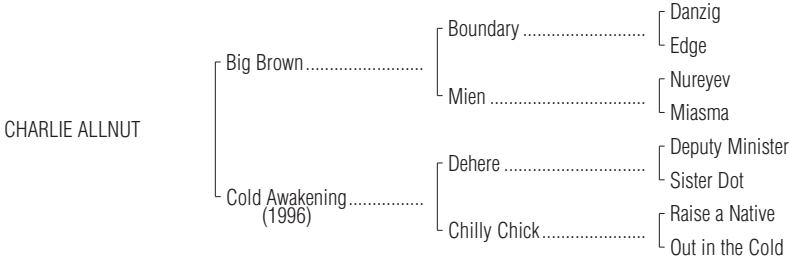 Danzig
Boundary ........................
Edge
Big Brown.......................
Nureyev
Mien ..............................
Miasma
CHARLIE ALLNUT
Deputy Minister
Dehere ...........................
Sister Dot
Cold Awakening...............
(1996)
Raise a Native
Chilly Chick....................
Out in the Cold